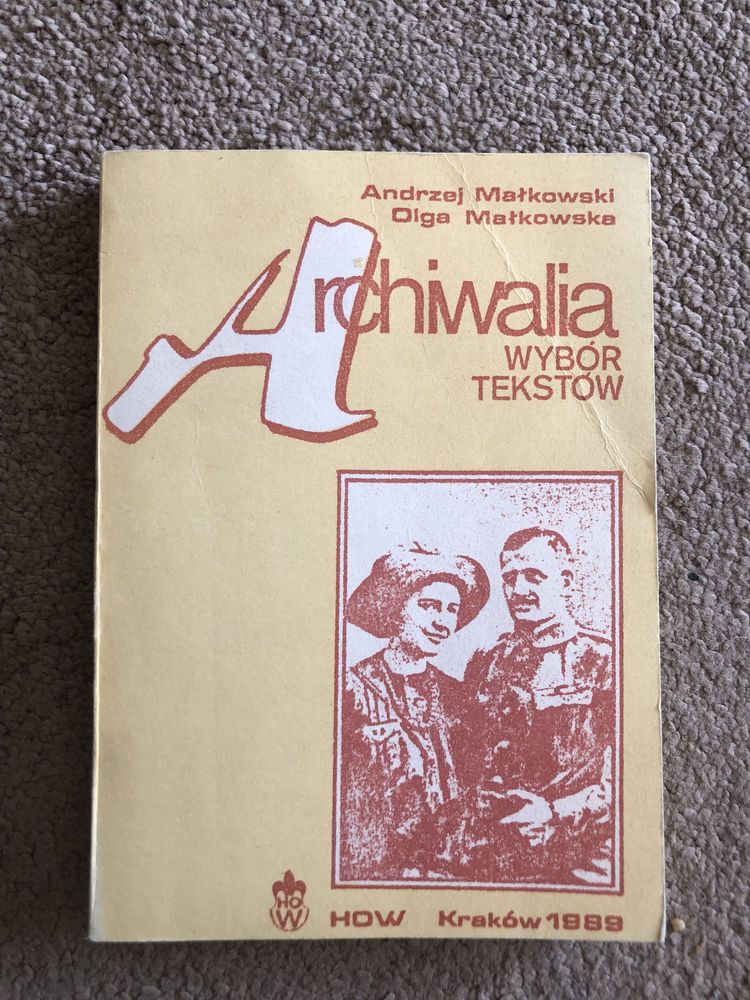 Andrzej Małkowski
Olga Małkowska
Archiwalia
WYBÓR
TEKSTÓW
HOW
HOW Kraków 1989